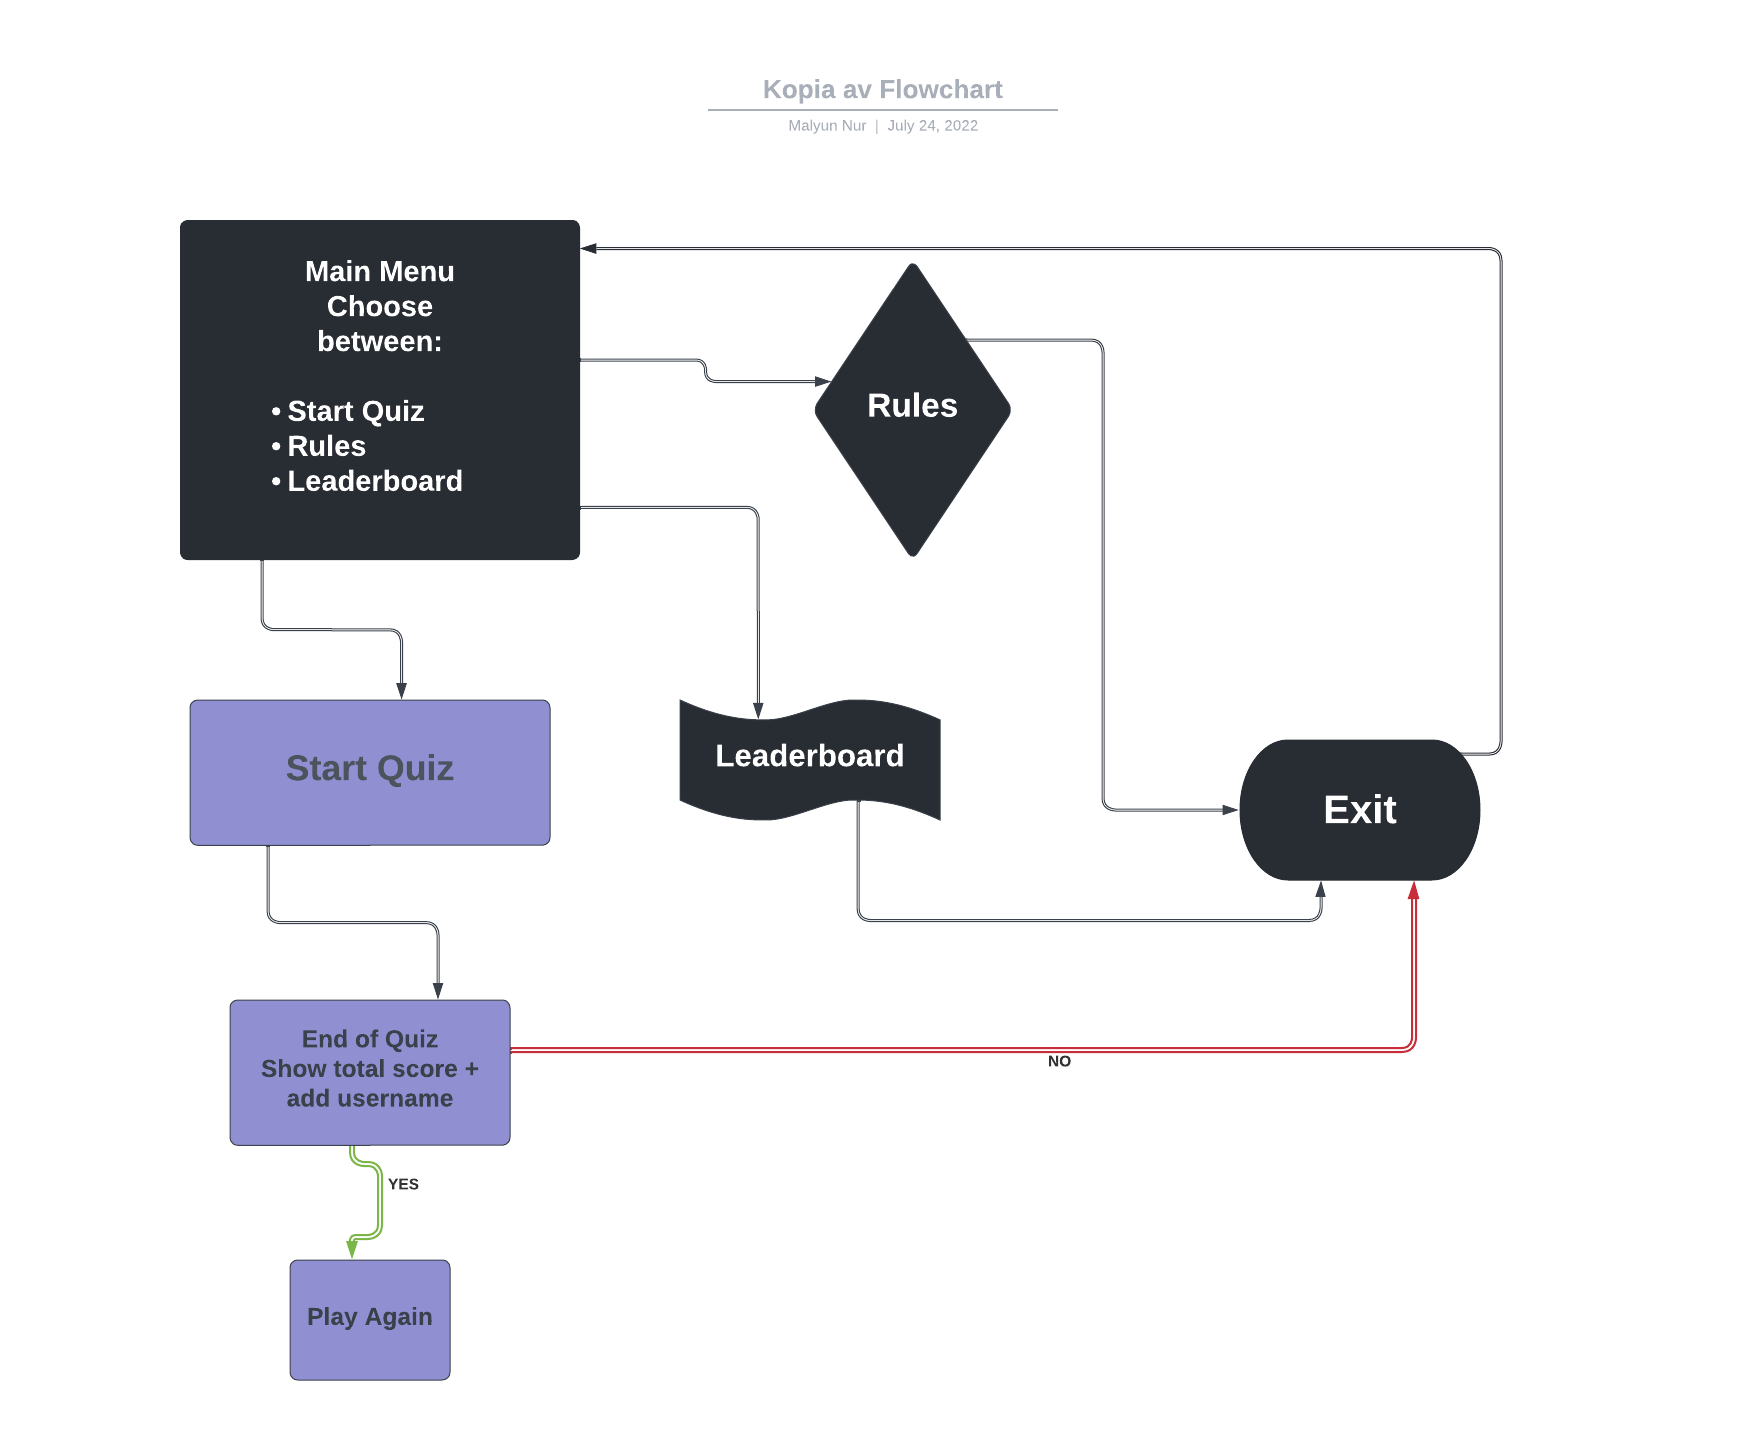 Kopia av Flowchart
Malyun Nur | July 24, 2022
Main Menu
Choose
between:
• Start Quiz
• Rules
• Leaderboard
Rules
Start Quiz
Leaderboard
Exit
End of Quiz
Show total score +
add username
NO
YES
Play Again